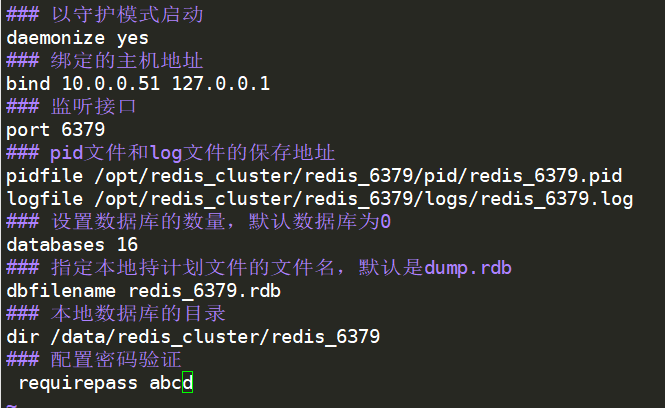 ### 以守护模式启动
daemonize yes
### 绑定的主机地址
bind 10.0.0.51 127.0.0.1
### 监听接口
port 6379
### pid文件和log文件的保存地址
pidfile /opt/redis_cluster/redis_6379/pid/redis_6379.pid
logfile /opt/redis_cluster/redis_6379/logs/redis_6379.log
### 设置数据库的数量，默认数据库为0
databases 16
### 指定本地持计划文件的文件名，默认是dump.rdb
dbfilename redis_6379.rdb
### 本地数据库的目录
dir /data/redis_cluster/redis_6379
### 配置密码验证
 requirepass abcd
~